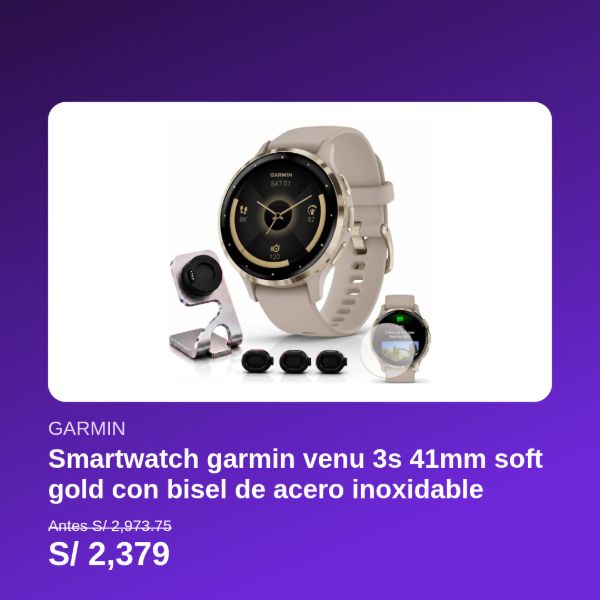 GARMIN
SAT 01
8K
82
120
GARMIN
Smartwatch garmin venu 3s 41mm soft
gold con bisel de acero inoxidable
Antes S/ 2,973.75
S/ 2,379